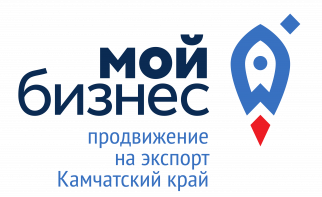 мой
бизнес
продвижение
на экспорт
Камчатский край